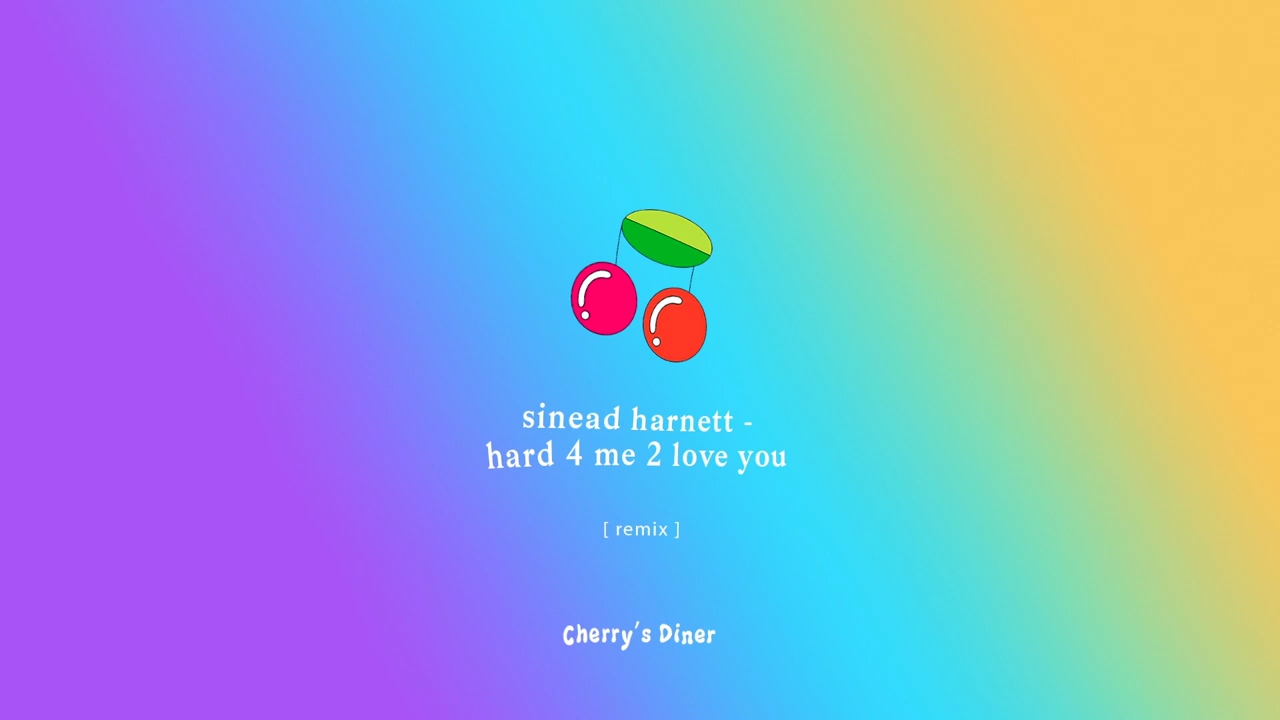 sinead harnett -
hard 4 me 2 love you
[ remix ]
Cherry's Diner